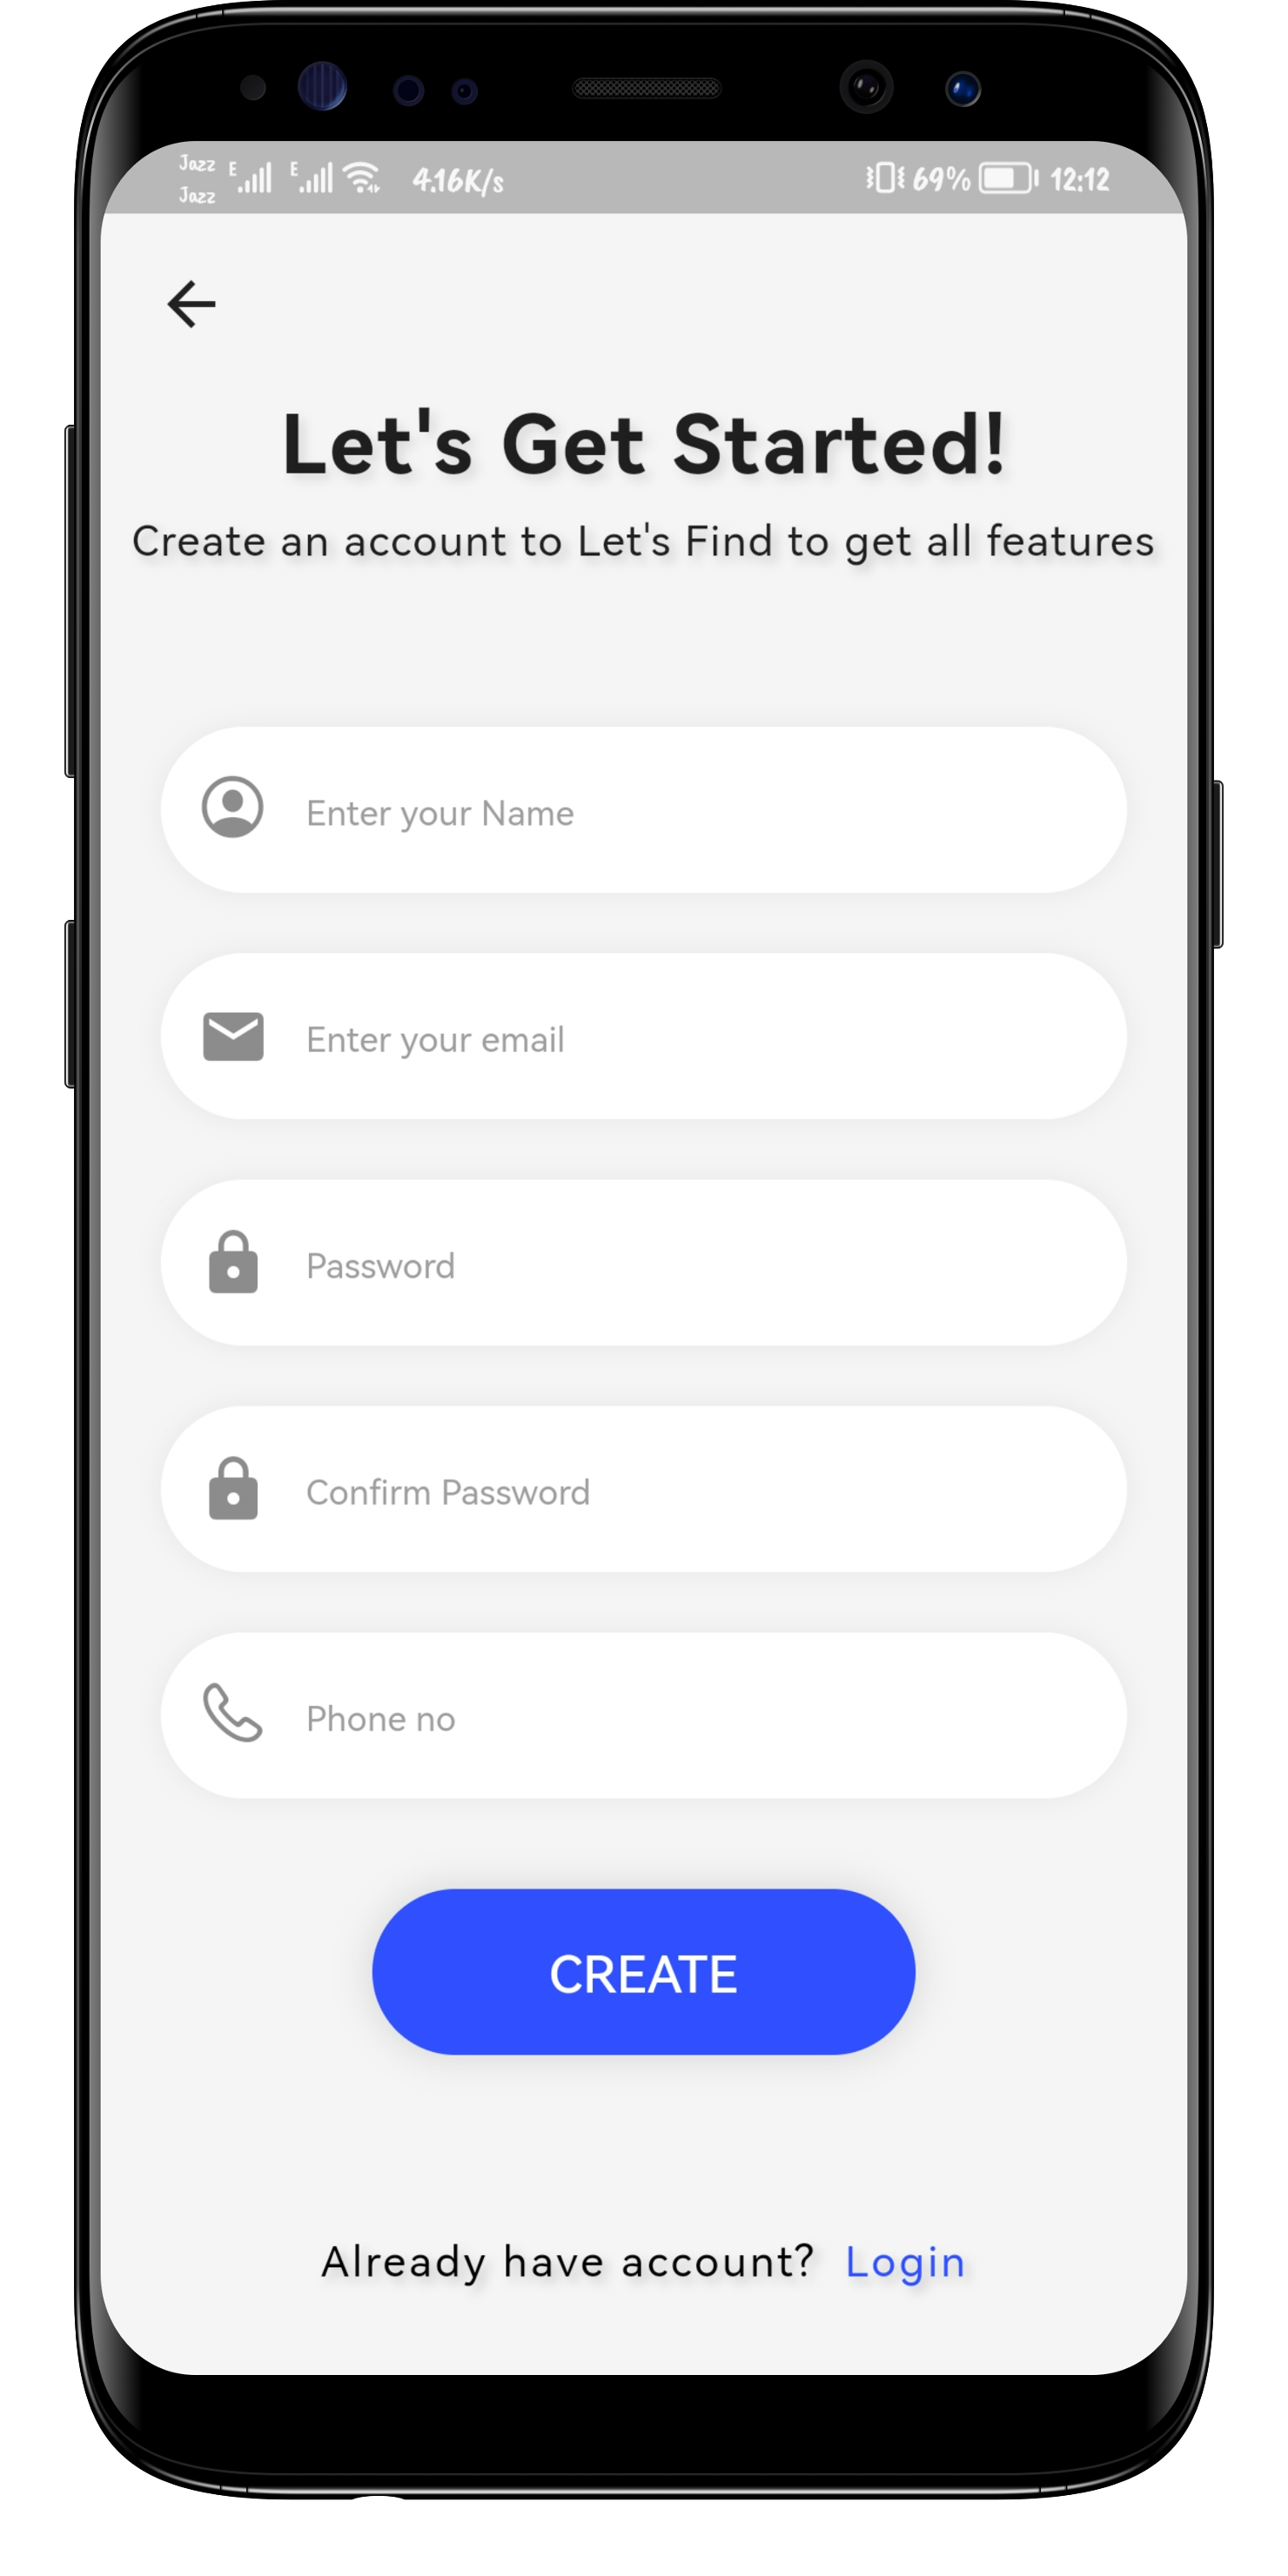 Jazz E E 4.16K/s 69% 12:12
Jazz
Let's Get Started!
Create an account to Let's Find to get all features
Enter your Name
Enter your email
Password
Confirm Password
Phone no
CREATE
Already have account? Login